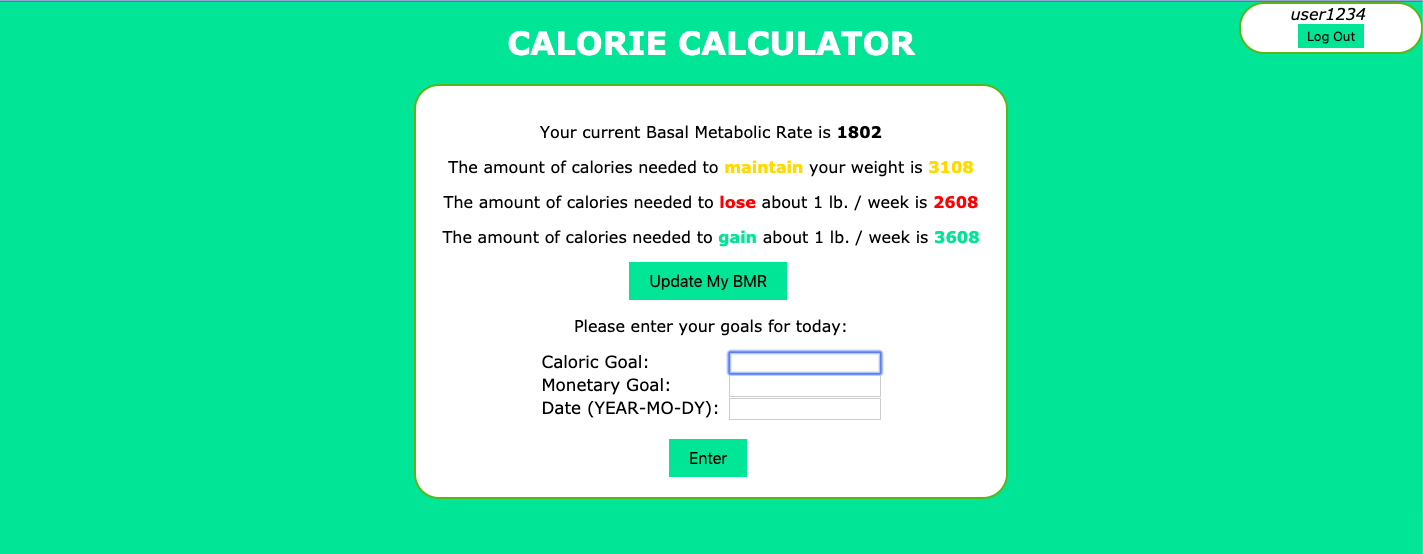 user1234
Log Out
CALORIE CALCULATOR
Your current Basal Metabolic Rate is 1802
The amount of calories needed to maintain your weight is 3108
The amount of calories needed to lose about 1 lb. / week is 2608
The amount of calories needed to gain about 1 lb. / week is 3608
Update My BMR
Please enter your goals for today:
Caloric Goal:
Monetary Goal:
Date (YEAR-MO-DY):
Enter